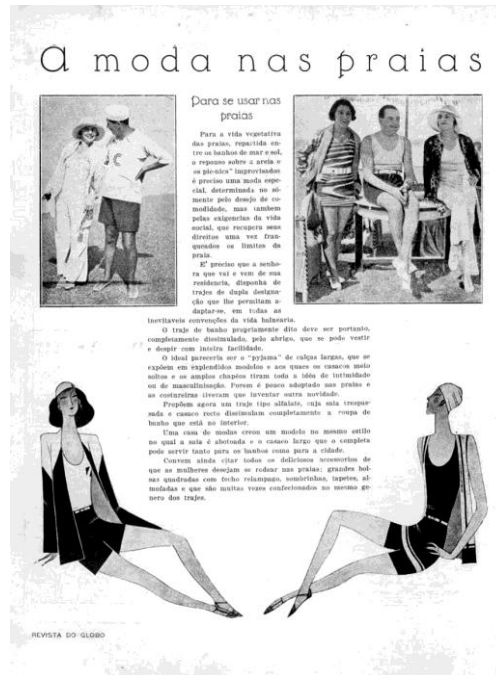 a moda nas praias
Para se usar nas
praias
Para a vida vegetativa
das praias, repartida en-
tre os banhos de mar e sol,
o repouso sobre a areia e
os pic-nics" improvisados
é preciso uma moda espe-
cial, determinada no só-
mente pelo desejo de co-
modidade, mas tambem
pelas exigencias da vida
social, que recupera seus
direitos uma vez fran-
queados os limites da
praia.
E' preciso que a senho-
ra que vai e vem de sua
residencia, disponha de
trajes de dupla designa-
ção que lhe permitam a-
daptar-se, em todas as
inevitaveis convenções da vida balnearia.
O traje de banho propriamente dito deve ser portanto,
completamente dissimulado, pelo abrigo, que se pode vestir
e despir com inteira facilidade.
O ideal pareceria ser o "pyjama" de calças largas, que se
expõem em explendidos modelos e aos quaes os casacos meio
soltos e os amplos chapéos tiram toda a idéa de intimidade
ou de masculinisação. Porem é pouco adoptado nas praias e
as costureiras tiveram que inventar outra novidade.
Propõem agora um traje tipo alfaiate, cuja saia trespas-
sada e casaco recto dissimulam completamente a roupa de
banho que está no interior.
Uma casa de modas creou um modelo no mesmo estilo
no qual a saia é abotoada e o casaco largo que o completa
pode servir tanto para os banhos como para a cidade.
Convem ainda citar todos os deliciosos accessorios de
que as mulheres desejam se rodear nas praias: grandes bol-
sas quadradas com fecho relampago, sombrinhas, tapetes, al-
mofadas e que são muitas vezes confecionados no mesmo ge-
nero dos trajes.
REVISTA DO GLOBO